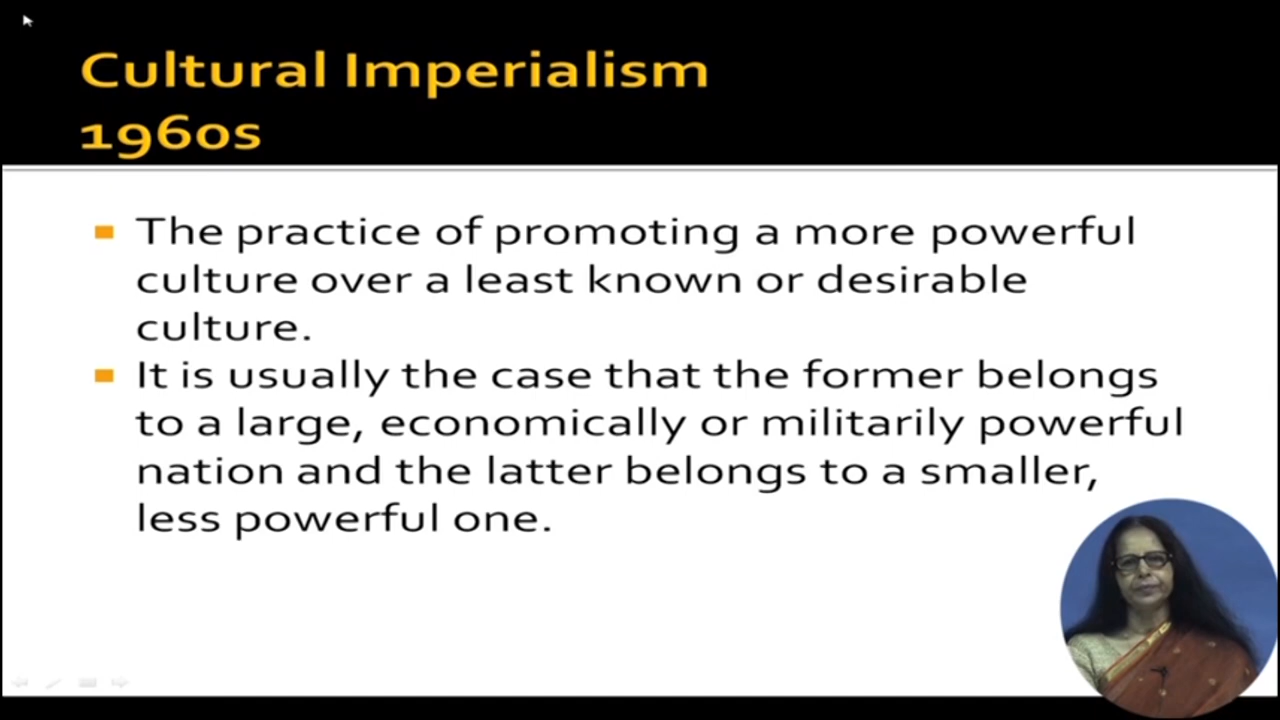 Cultural Imperialism
1960s
The practice of promoting a more powerful
culture over a least known or desirable
culture.
It is usually the case that the former belongs
to a large, economically or militarily powerful
nation and the latter belongs to a smaller,
less powerful one.